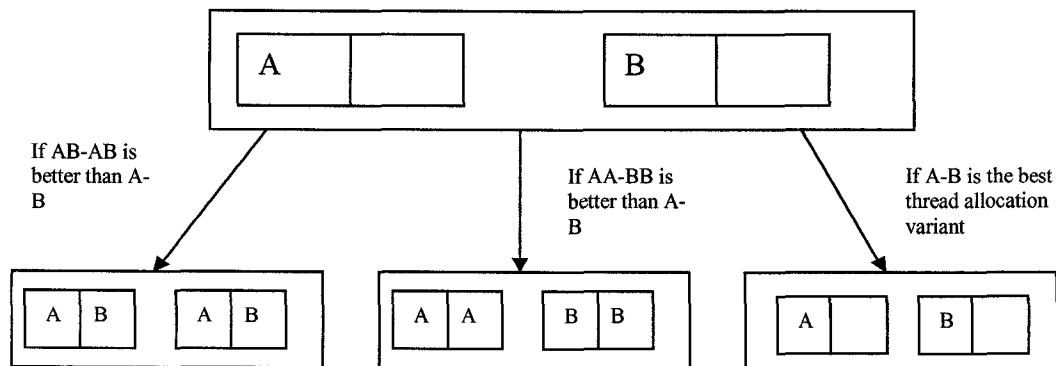 A
B
If AB-AB is
better than A-
B
If AA-BB is
better than A-
B
If A-B is the best
thread allocation
variant
A B
A B
A A
B B
A
B